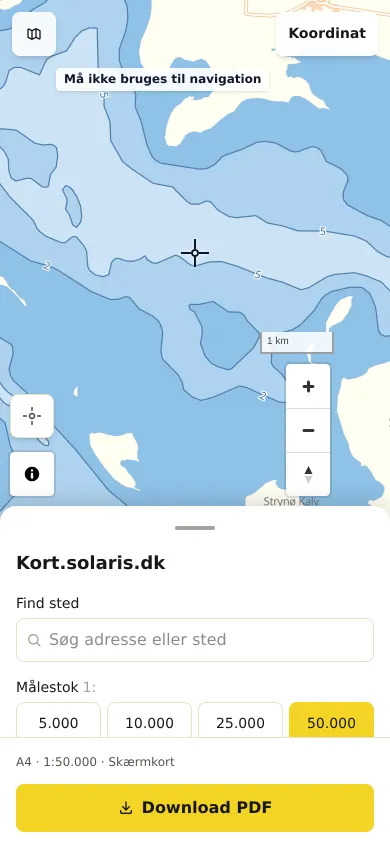 Koordinat
Må ikke bruges til navigation
5
5
2
5
1 km
2
Strynø Kalv
Kort.solaris.dk
Find sted
Søg adresse eller sted
Målestok 1:
5.000
10.000
25.000
50.000
A4 · 1:50.000 · Skærmkort
Download PDF